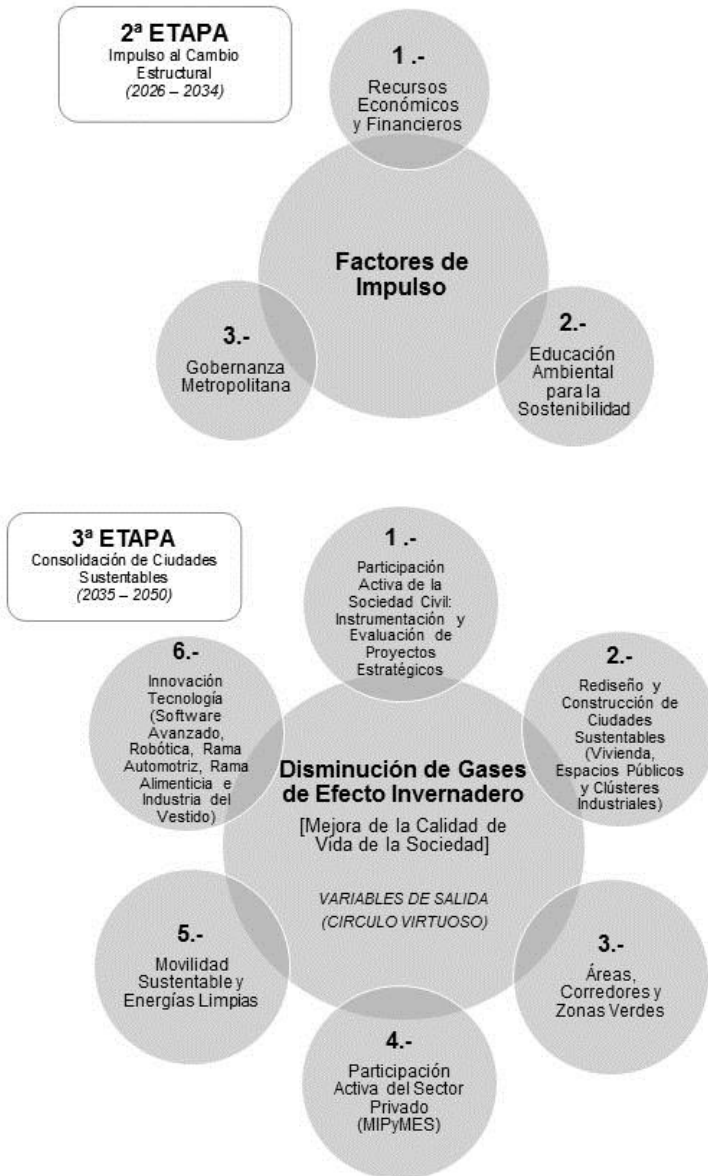 2ª ETAPA
Impulso al Cambio
Estructural
(2026 – 2034)
1 .-
Recursos
Económicos
y Financieros
Factores de
Impulso
2.-
Educación
Ambiental
para la
Sostenibilidad
3.-
Gobernanza
Metropolitana
3ª ETAPA
Consolidación de Ciudades
Sustentables
(2035 – 2050)
1 .-
Participación
Activa de la
Sociedad Civil:
Instrumentación y
Evaluación de
Proyectos
Estratégicos
2.-
Rediseño y
Construcción de
Ciudades
Sustentables
(Vivienda,
Espacios Públicos
y Clústeres
Industriales)
3.-
Áreas,
Corredores y
Zonas Verdes
4.-
Participación
Activa del Sector
Privado
(MIPyMES)
5.-
Movilidad
Sustentable y
Energías Limpias
6.-
Innovación
Tecnología
(Software
Avanzado,
Robótica, Rama
Automotriz, Rama
Alimenticia e
Industria del
Vestido)
Disminución de Gases
de Efecto Invernadero
[Mejora de la Calidad de
Vida de la Sociedad]
VARIABLES DE SALIDA
(CIRCULO VIRTUOSO)